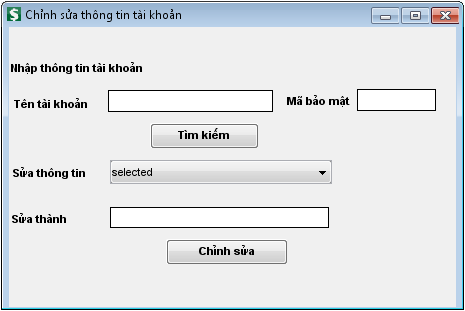 Chỉnh sửa thông tin tài khoản
Nhập thông tin tài khoản
Tên tài khoản Mã bảo mật
Tìm kiếm
Sửa thông tin selected
Sửa thành
Chỉnh sửa